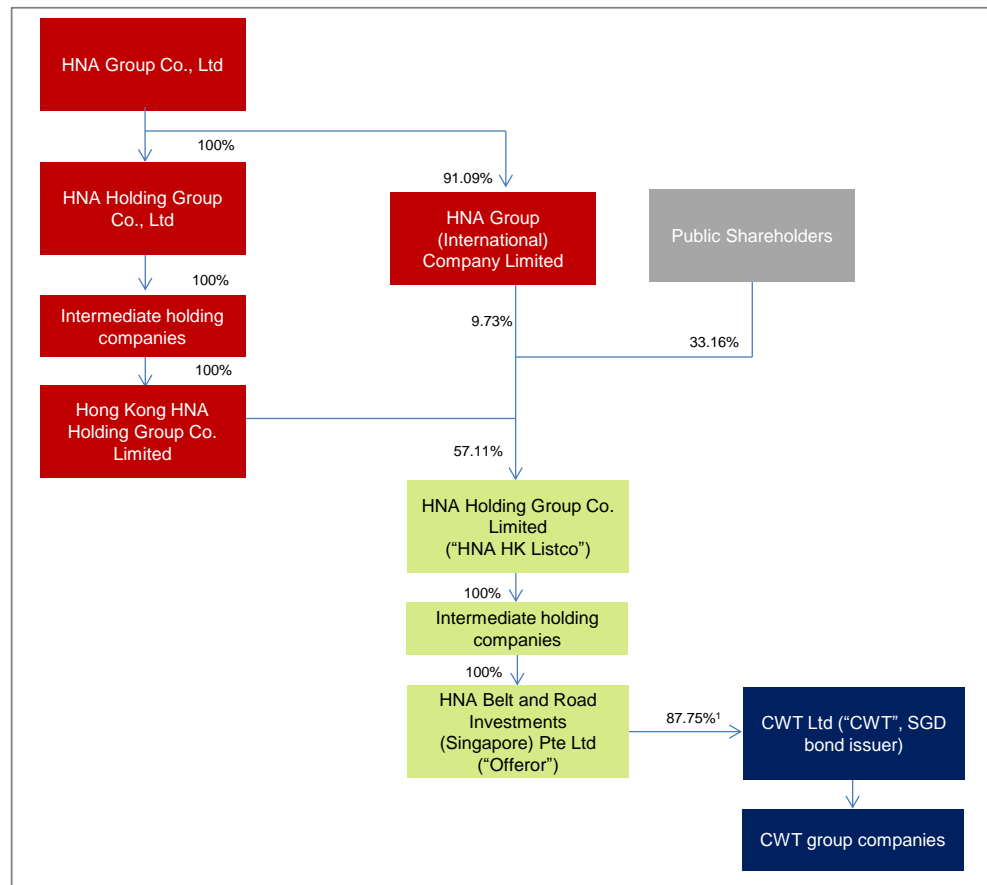 HNA Group Co., Ltd
100%
91.09%
HNA Holding Group
Co., Ltd
HNA Group
(International)
Company Limited
Public Shareholders
100%
Intermediate holding
companies
9.73%
33.16%
100%
Hong Kong HNA
Holding Group Co.
Limited
57.11%
HNA Holding Group Co.
Limited
(“HNA HK Listco”)
100%
Intermediate holding
companies
100%
HNA Belt and Road
Investments
(Singapore) Pte Ltd
(“Offeror”)
87.75%¹
CWT Ltd (“CWT”, SGD
bond issuer)
CWT group companies